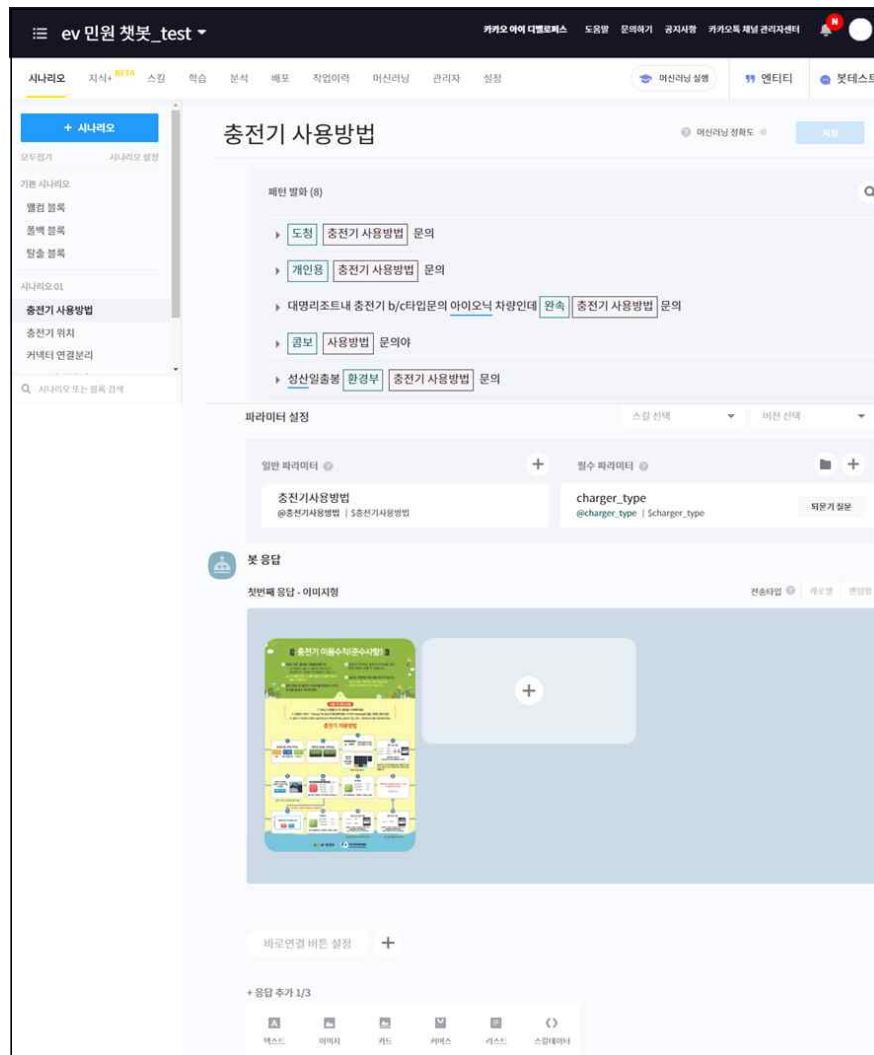 ev 민원 챗봇_test
카카오 아이 디벨로퍼스 도움말 문의하기 공지사항 카카오톡 채널 관리자센터
N
시나리오 지식+ BETA 스킬 학습 분석 배포 작업이력 머신러닝 관리자 설정
머신러닝 실행 엔티티 봇테스트
+ 시나리오
모두접기 시나리오 설정
기본 시나리오
웰컴 블록
폴백 블록
탈출 블록
시나리오 01
충전기 사용방법
충전기 위치
커넥터 연결분리
시나리오 또는 블록 검색
충전기 사용방법
머신러닝 정확도
저장
패턴 발화 (8)
도청 충전기 사용방법 문의
개인용 충전기 사용방법 문의
대명리조트내 충전기 b/c타입문의 아이오닉 차량인데 완속 충전기 사용방법 문의
콤보 사용방법 문의야
성산일출봉 환경부 충전기 사용방법 문의
파라미터 설정
스킬 선택 버전 선택
일반 파라미터
충전기사용방법
@충전기사용방법 | $충전기사용방법
필수 파라미터
charger_type
@charger_type | $charger_type
되묻기 질문
봇 응답
첫번째 응답 - 이미지형
전송타입 캐로셀 랜덤형
충전기 이용수칙(준수사항)
충전기 이용방법
바로연결 버튼 설정
+ 응답 추가 1/3
텍스트 이미지 카드 커머스 리스트 스킬데이터